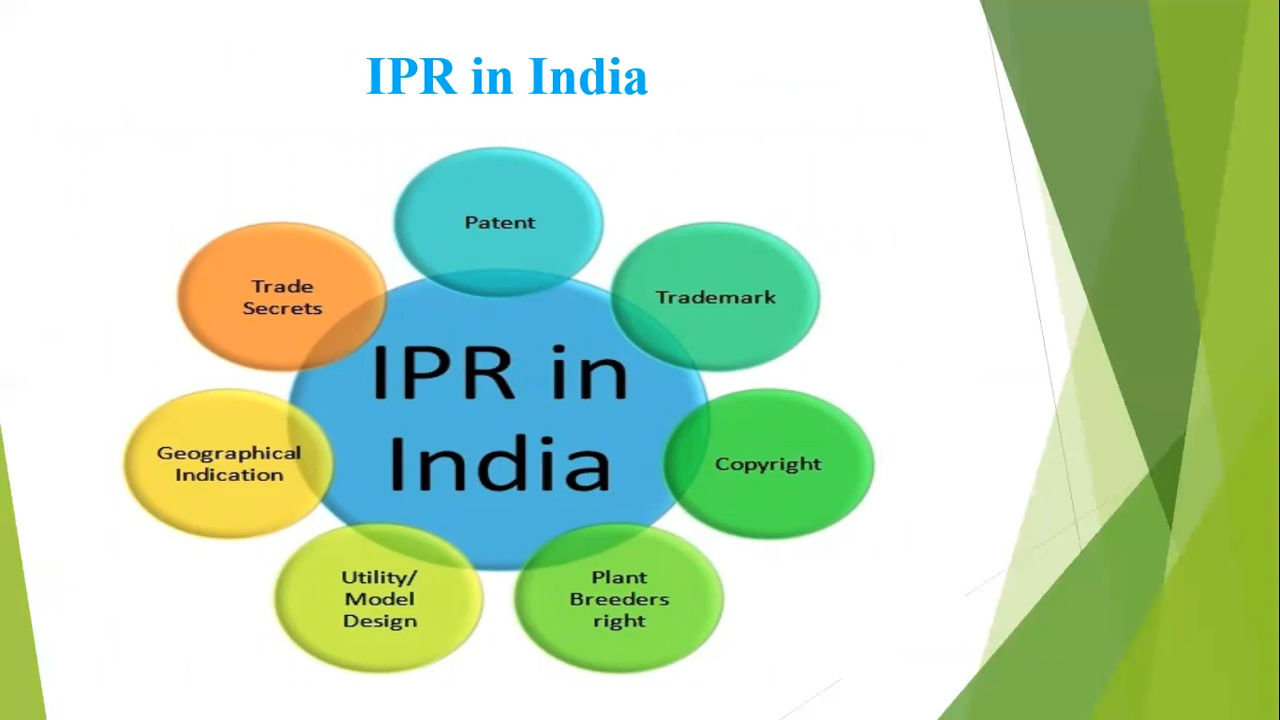 IPR in India
Patent
Trademark
Copyright
Plant
Breeders
right
Utility/
Model
Design
Geographical
Indication
Trade
Secrets
IPR in
India